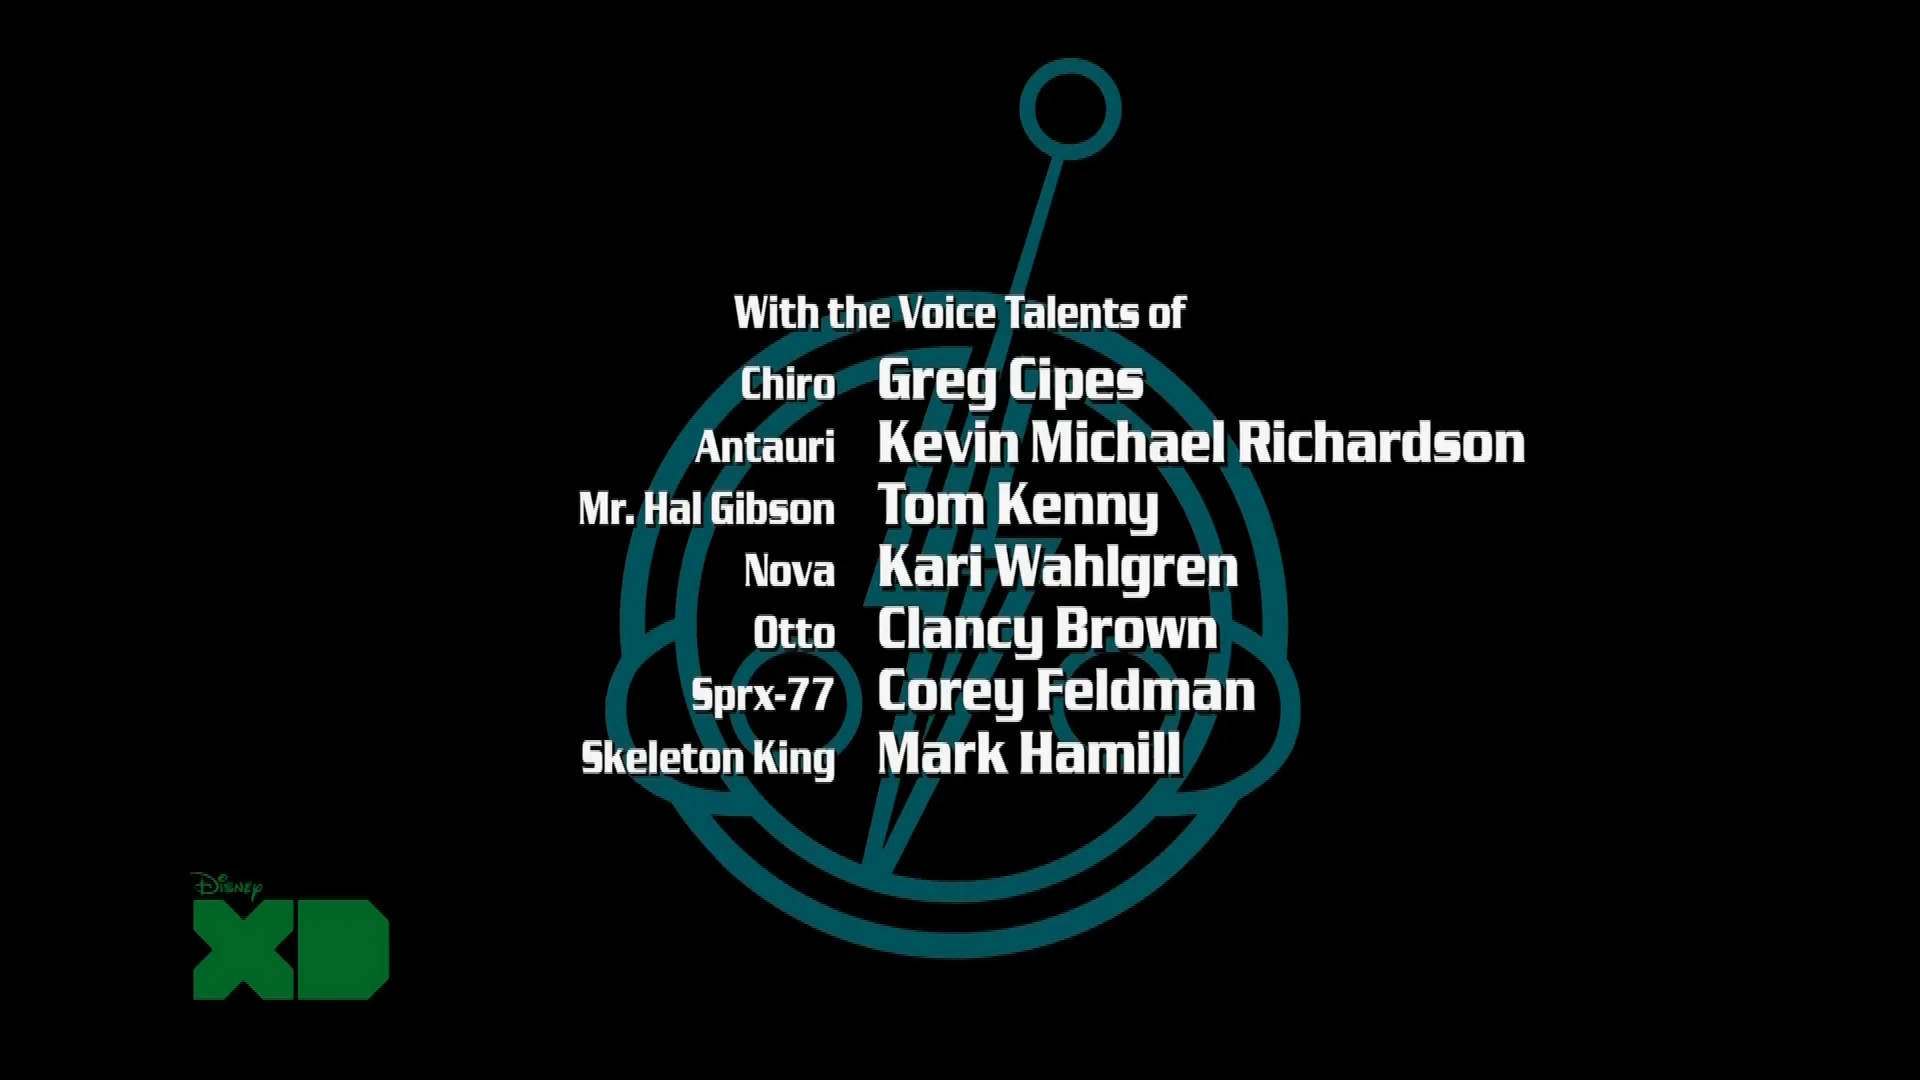 With the Voice Talents of
Chiro Greg Cipes
Antauri Kevin Michael Richardson
Mr. Hal Gibson Tom Kenny
Nova Kari Wahlgren
Otto Clancy Brown
Sprx-77 Corey Feldman
Skeleton King Mark Hamill
Disney
XD